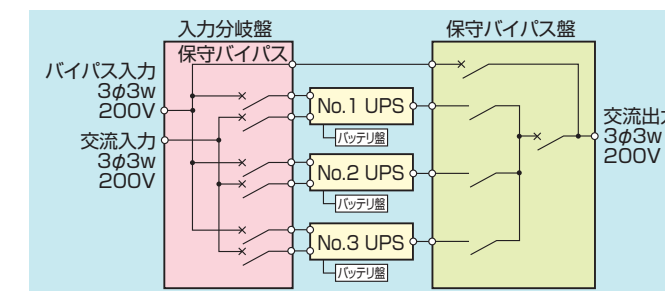 入力分岐盤
保守バイパス盤
保守バイパス
バイパス入力
3φ3w
200V
交流入力
3φ3w
200V
No.1 UPS
バッテリ盤
No.2 UPS
バッテリ盤
No.3 UPS
バッテリ盤
交流出力
3φ3w
200V